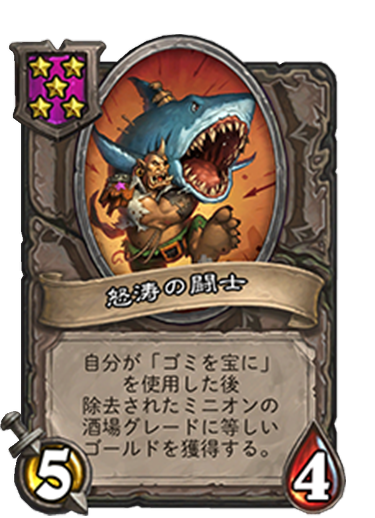 怒濤の闘士
自分が「ゴミを宝に」
を使用した後
除去されたミニオンの
酒場グレードに等しい
ゴールドを獲得する。
5
4